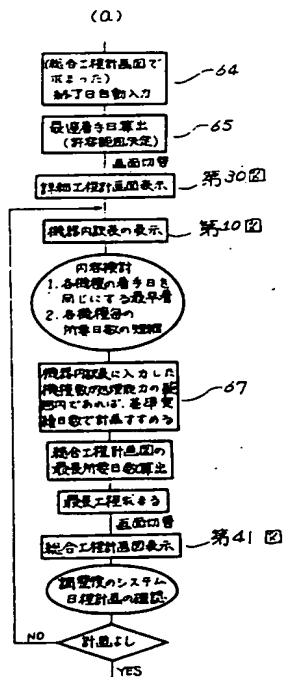 (a)
(総合工程計画図で
求まった)
終了日自動入力
64
最遅着手日算出
(許容範囲決定)
65
画面切替
詳細工程計画図表示
第30図
機器内訳表の表示
第10図
内容検討
1. 各機種の着手日を
同じにする最早着
2. 各機種毎の
所要日数の短縮
機器内訳表に入力した
機種数が処理能力の範
囲内であれば、基準実
績日数で計画すすめる
67
総合工程計画図の
最長所要日数算出
最長工程きまる
画面切替
総合工程計画図表示
第41図
調整後のシステム
日程計画の確認
NO
計画よし
YES